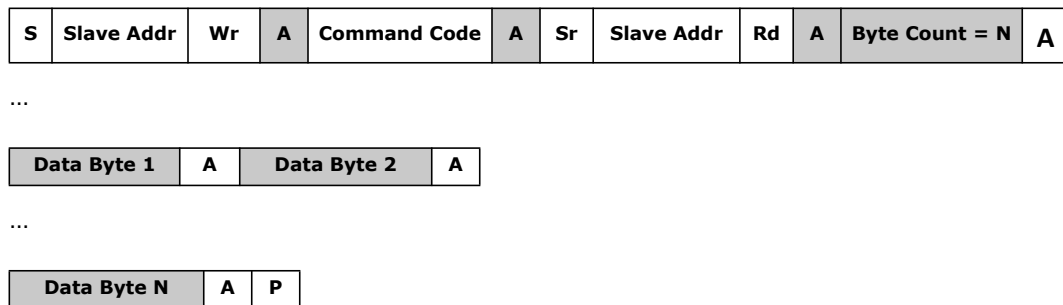 S Slave Addr Wr A Command Code A Sr Slave Addr Rd A Byte Count = N A
...
Data Byte 1 A Data Byte 2 A
...
Data Byte N A P